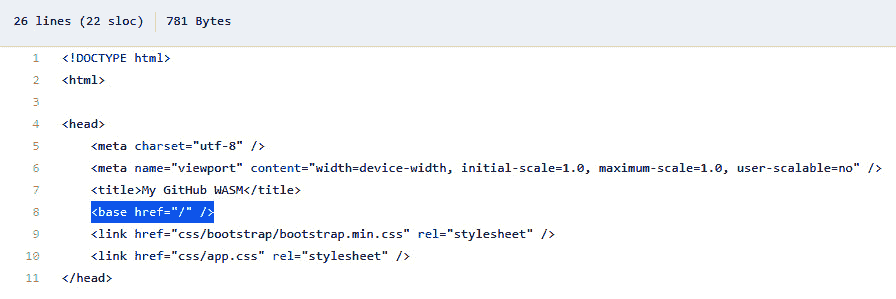 26 lines (22 sloc) 781 Bytes
1 <!DOCTYPE html>
2 <html>
3
4 <head>
5 <meta charset="utf-8" />
6 <meta name="viewport" content="width=device-width, initial-scale=1.0, maximum-scale=1.0, user-scalable=no" />
7 <title>My GitHub WASM</title>
8 <base href="/" />
9 <link href="css/bootstrap/bootstrap.min.css" rel="stylesheet" />
10 <link href="css/app.css" rel="stylesheet" />
11 </head>